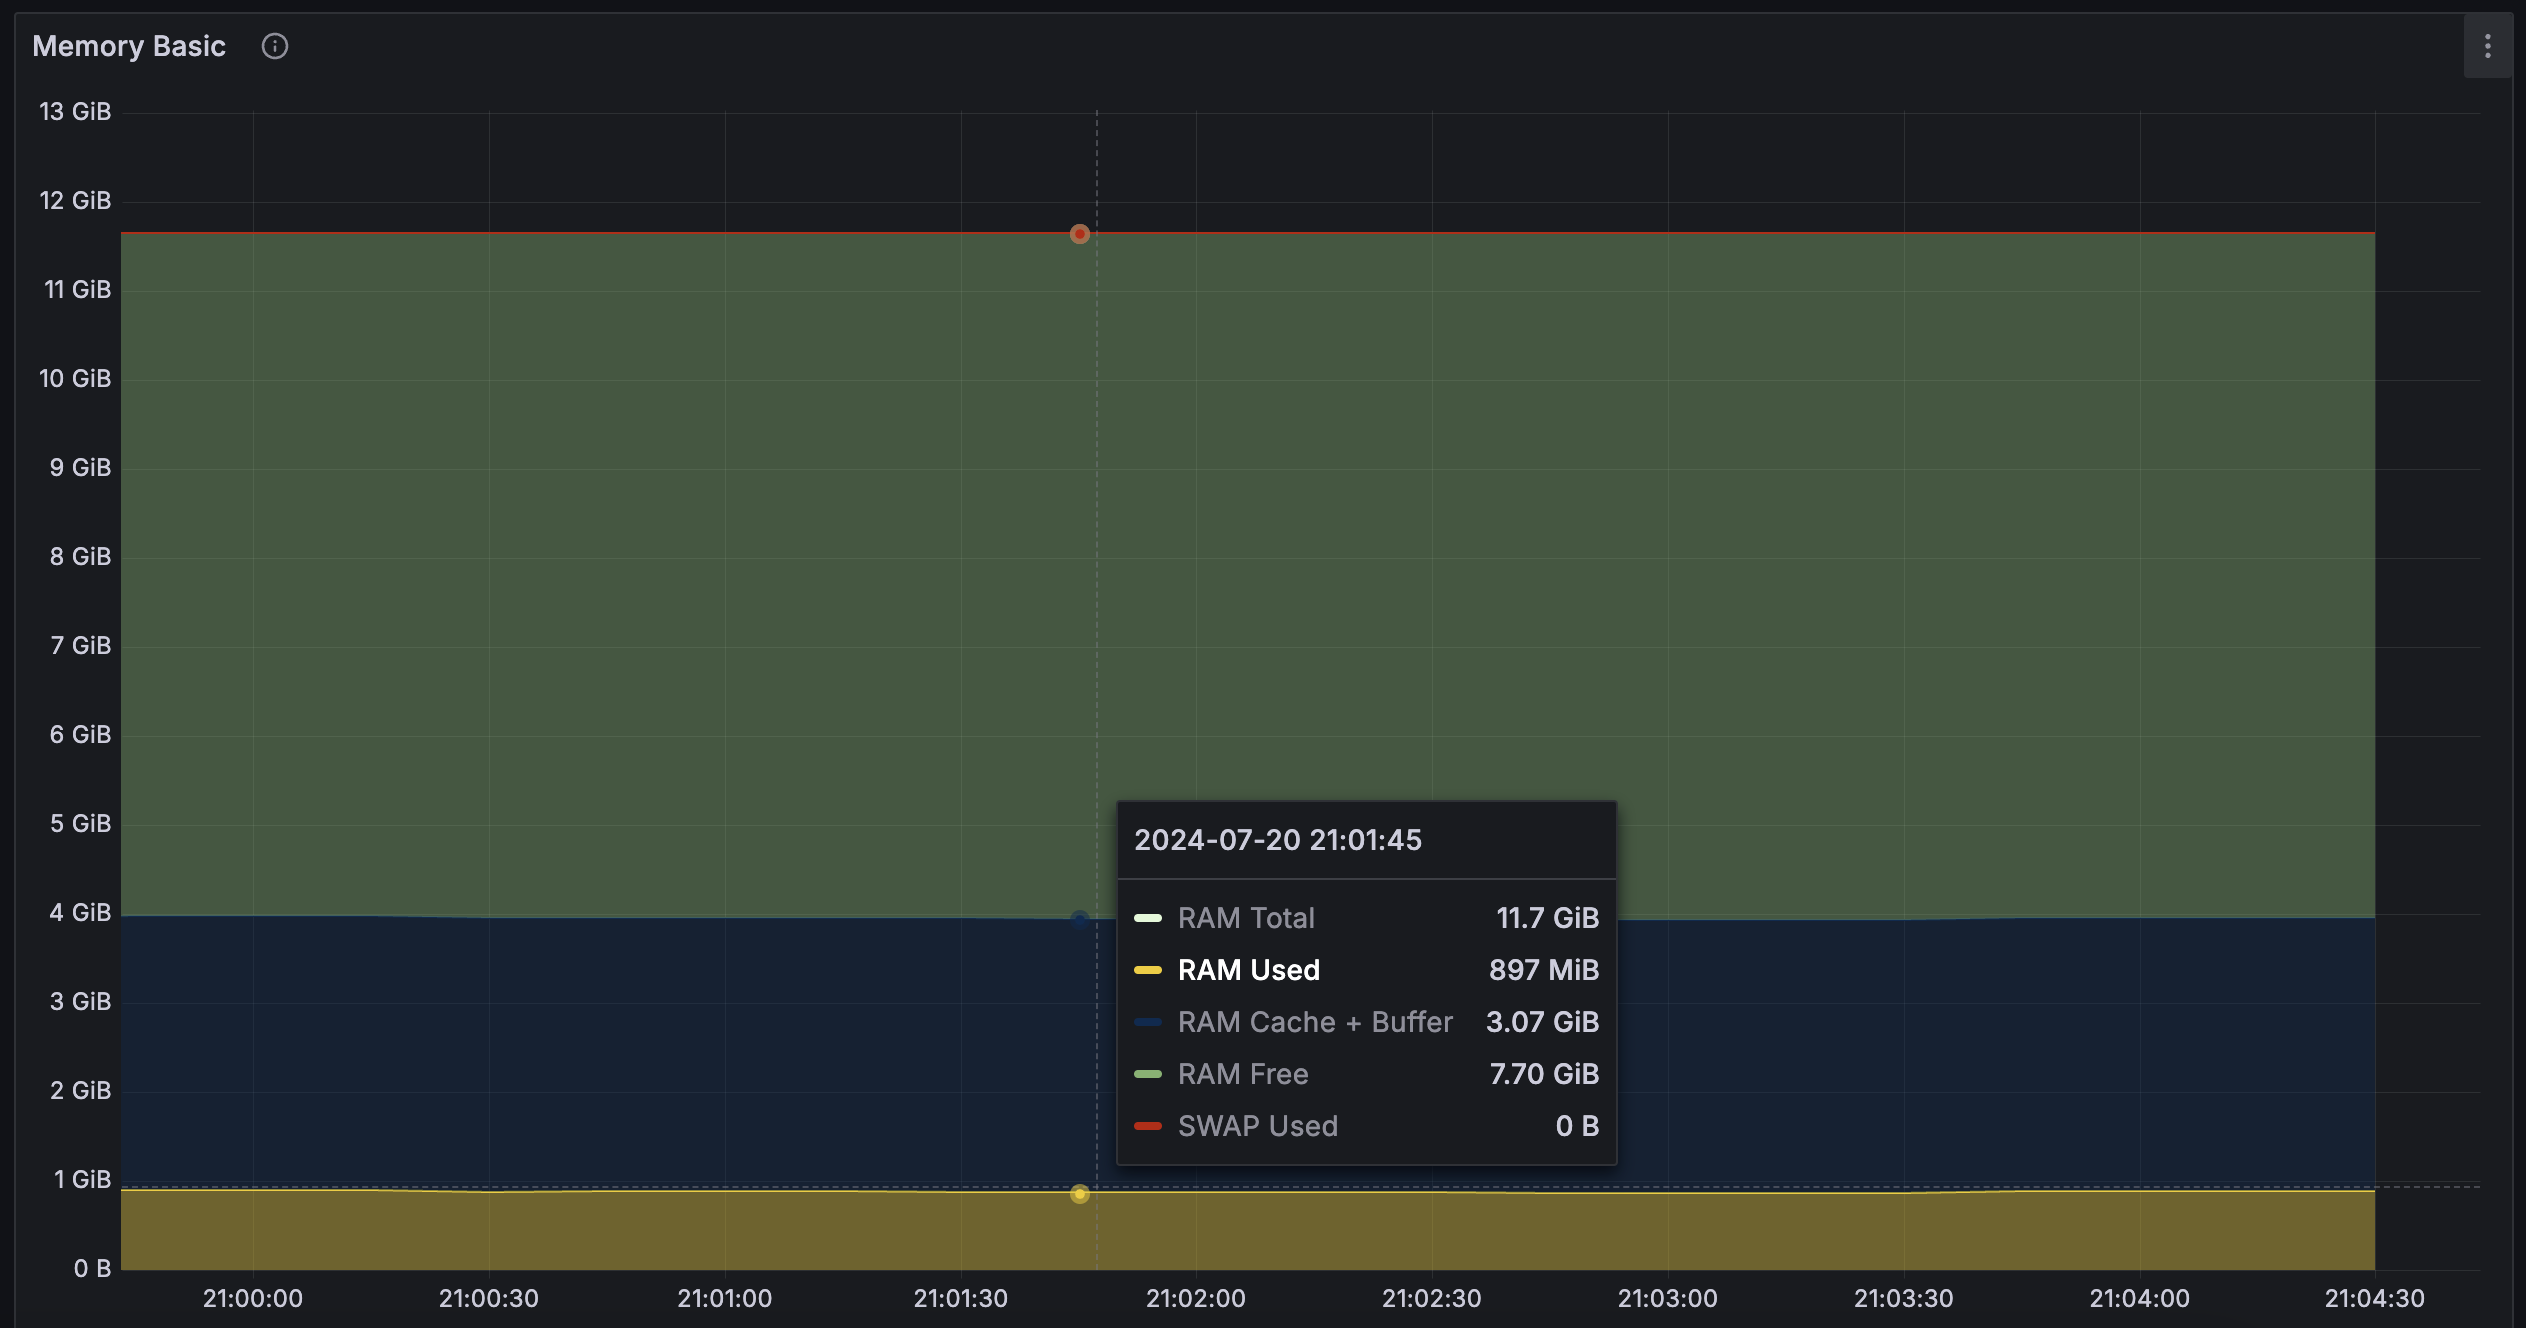 Memory Basic
13 GiB
12 GiB
11 GiB
10 GiB
9 GiB
8 GiB
7 GiB
6 GiB
5 GiB
4 GiB
3 GiB
2 GiB
1 GiB
0 B
2024-07-20 21:01:45
RAM Total 11.7 GiB
RAM Used 897 MiB
RAM Cache + Buffer 3.07 GiB
RAM Free 7.70 GiB
SWAP Used 0 B
21:00:00 21:00:30 21:01:00 21:01:30 21:02:00 21:02:30 21:03:00 21:03:30 21:04:00 21:04:30